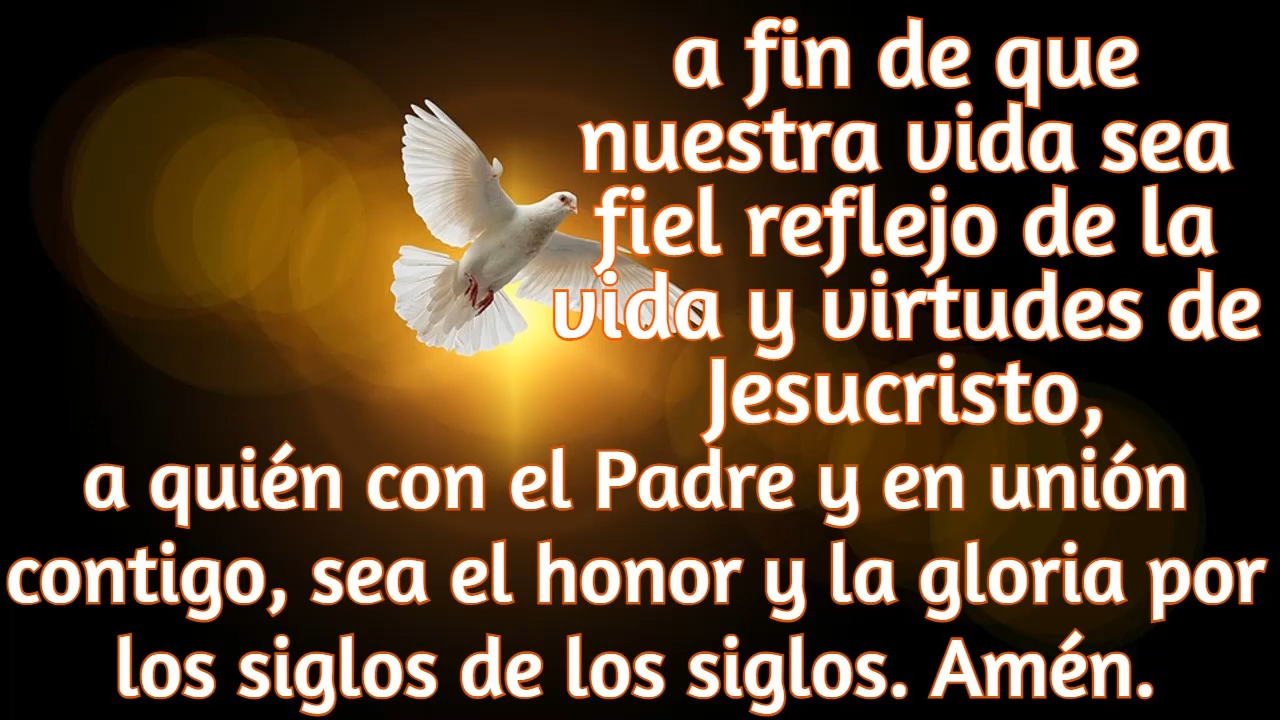 a fin de que
nuestra vida sea
fiel reflejo de la
vida y virtudes de
Jesucristo,
a quién con el Padre y en unión
contigo, sea el honor y la gloria por
los siglos de los siglos. Amén.